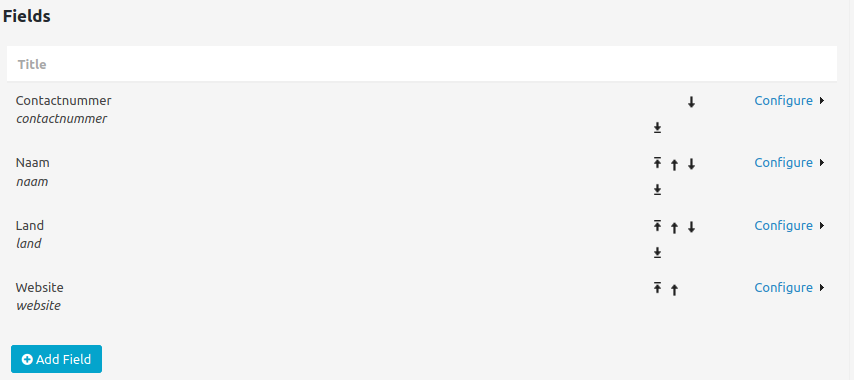 Fields
Title
Contactnummer
Configure
contactnummer
Naam
Configure
naam
Land
Configure
land
Website
Configure
website
Add Field